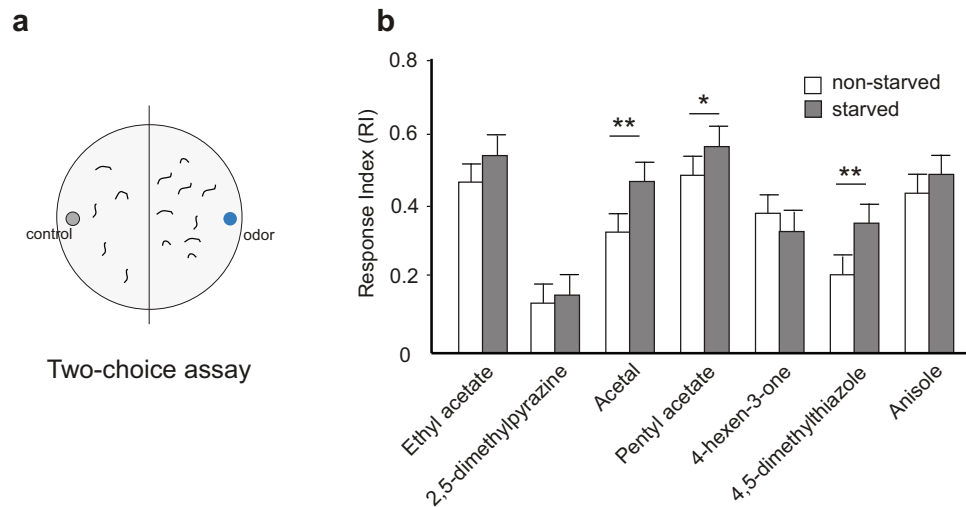 a
control
odor
Two-choice assay
b
Response Index (RI)
0.8
0.6
0.4
0.2
0
non-starved
starved
**
*
**
Ethyl acetate
2,5-dimethylpyrazine
Acetal
Pentyl acetate
4-hexen-3-one
4,5-dimethylthiazole
Anisole